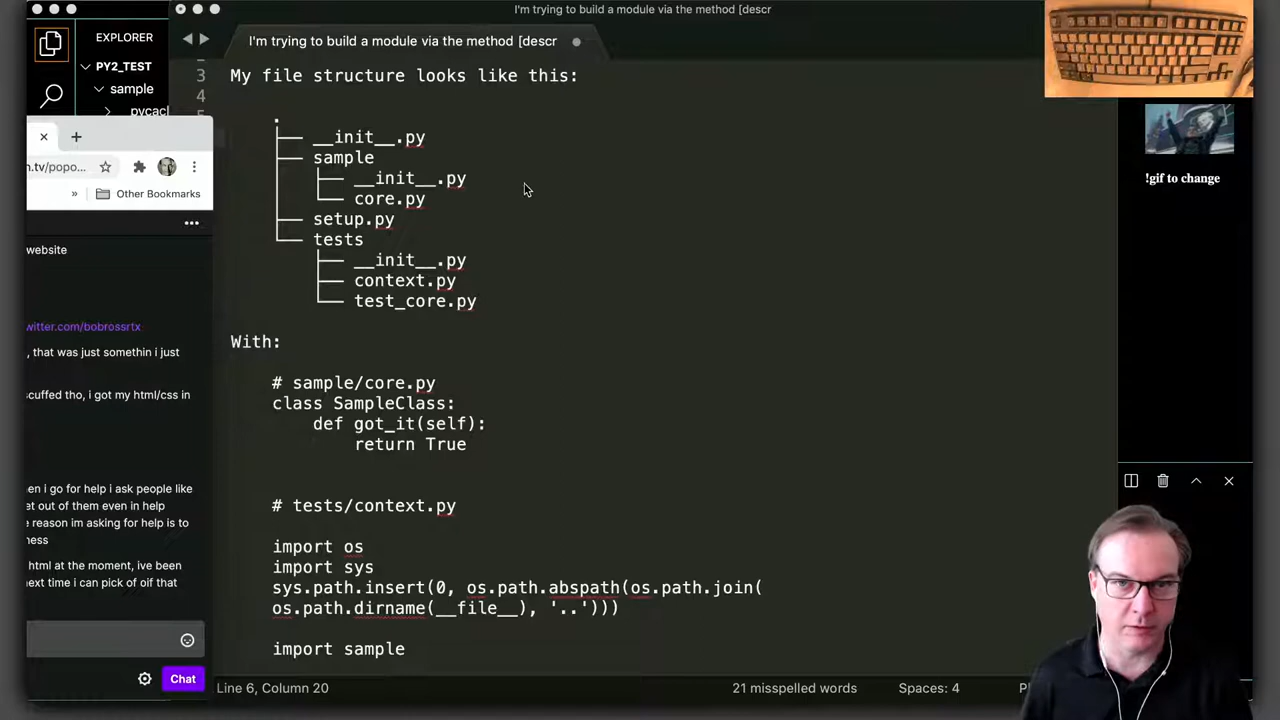 I'm trying to build a module via the method [descr
EXPLORER
I'm trying to build a module via the method [descr
PY2_TEST
sample
pycacl
3 My file structure looks like this:
4
.
├── __init__.py
├── sample
│   ├── __init__.py
│   └── core.py
├── setup.py
└── tests
    ├── __init__.py
    ├── context.py
    └── test_core.py
With:
# sample/core.py
class SampleClass:
def got_it(self):
return True
# tests/context.py
import os
import sys
sys.path.insert(0, os.path.abspath(os.path.join(
os.path.dirname(__file__), '..')))
import sample
Line 6, Column 20
21 misspelled words
Spaces: 4
n.tv/popo...
» Other Bookmarks
website
witter.com/bobrossrtx
, that was just somethin i just
scuffed tho, i got my html/css in
en i go for help i ask people like
et out of them even in help
e reason im asking for help is to
ness
html at the moment, ive been
next time i can pick of oif that
Chat
!gif to change